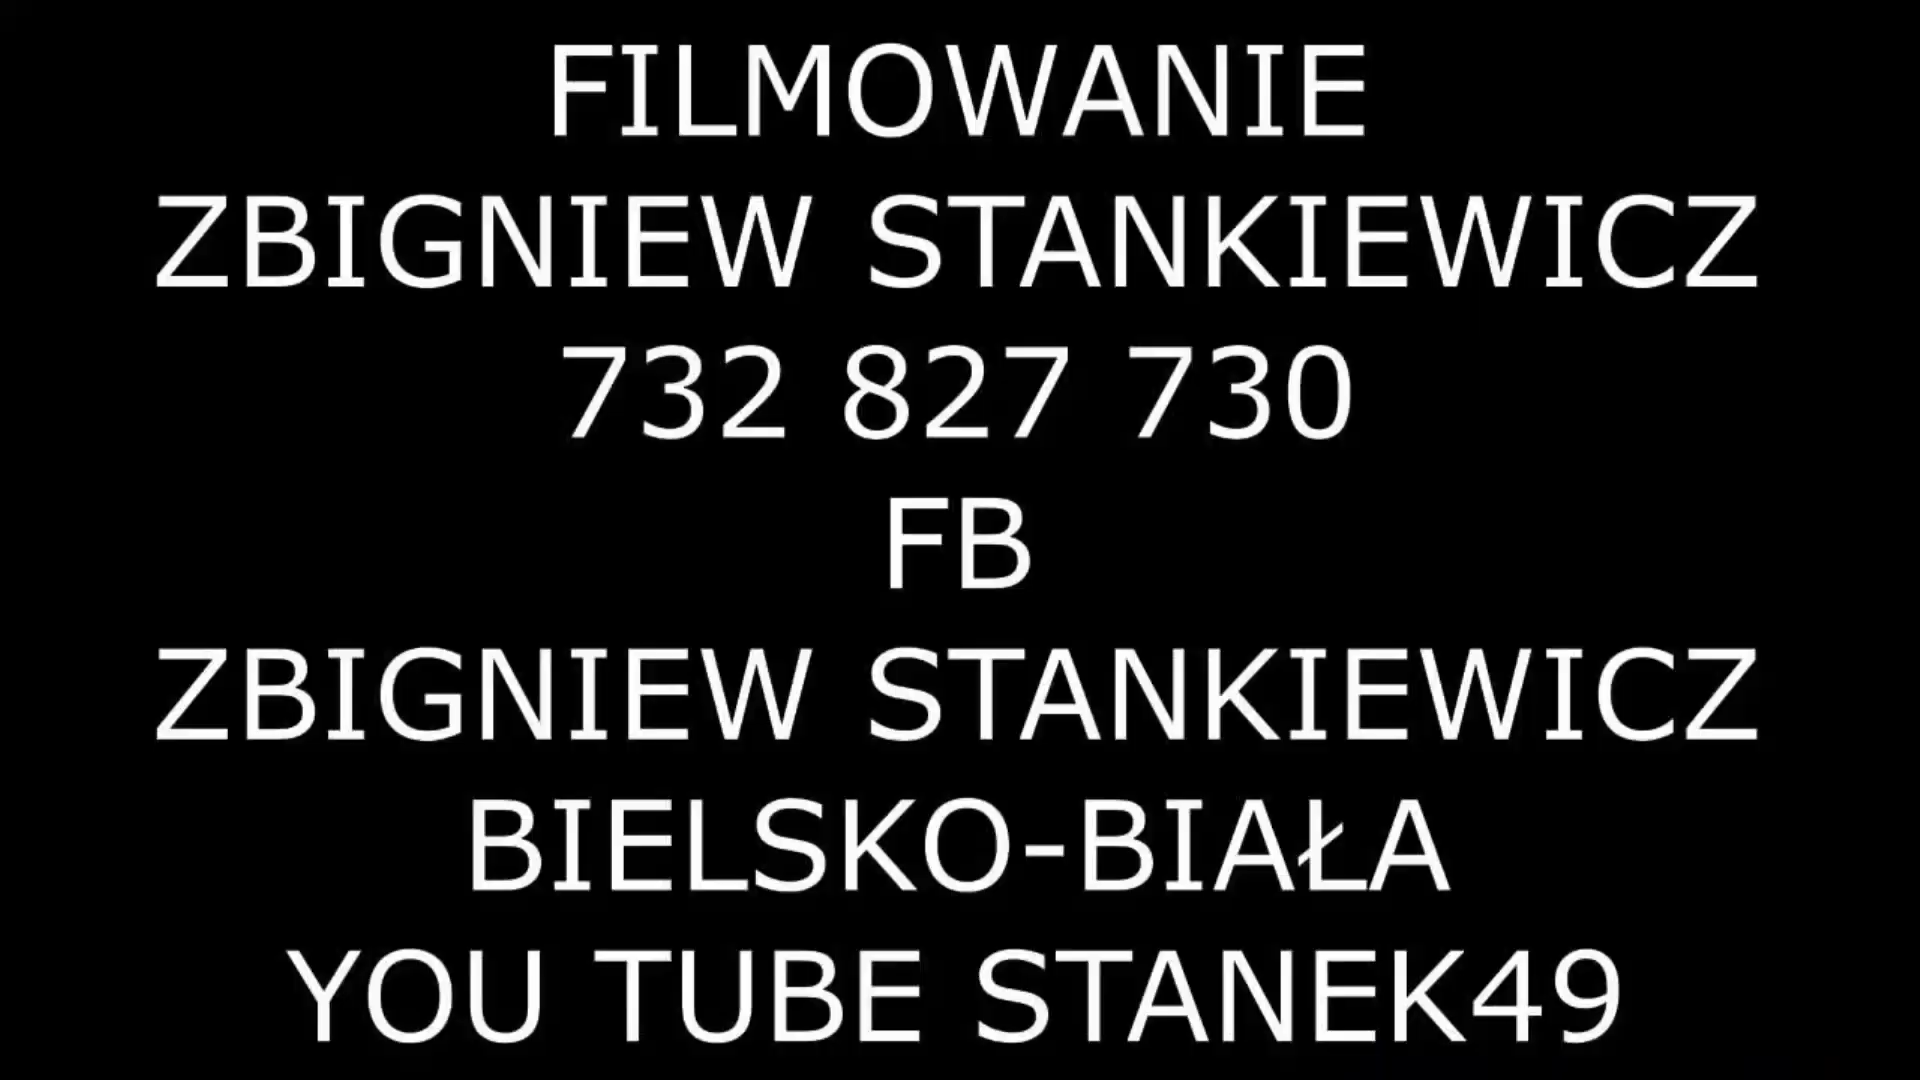 FILMOWANIE
ZBIGNIEW STANKIEWICZ
732 827 730
FB
ZBIGNIEW STANKIEWICZ
BIELSKO-BIAŁA
YOU TUBE STANEK49